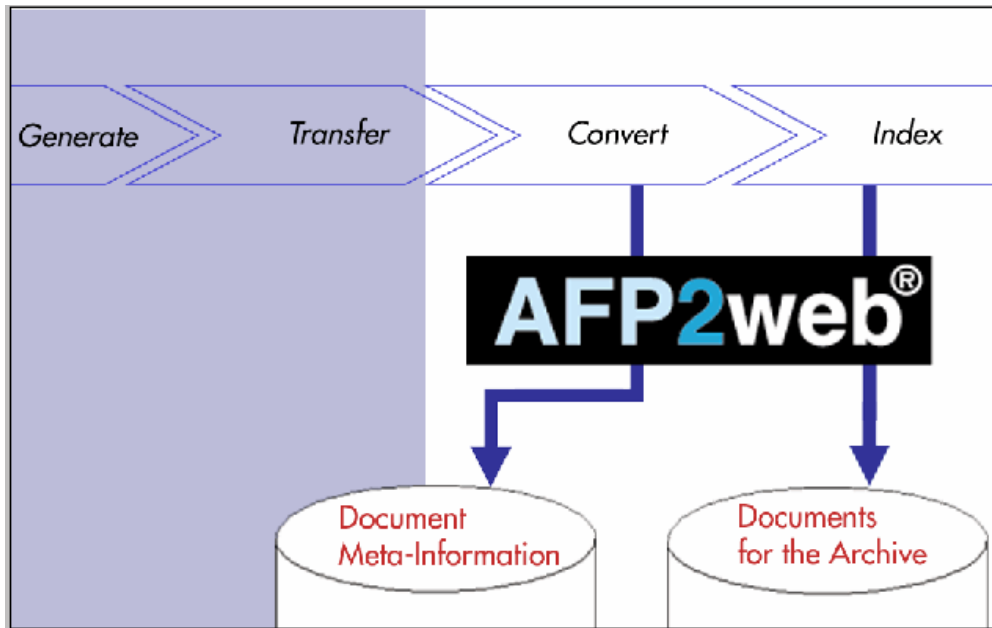 Generate
Transfer
Convert
Index
AFP2web®
Document
Meta-Information
Documents
for the Archive